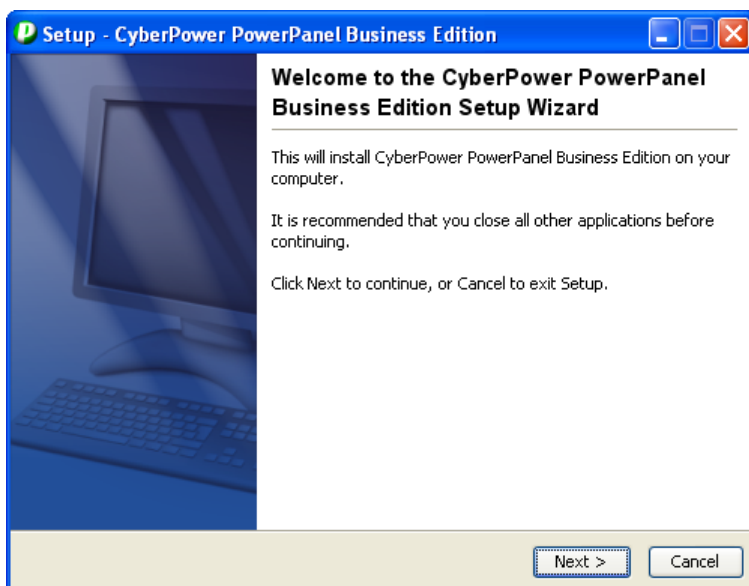 Setup - CyberPower PowerPanel Business Edition
Welcome to the CyberPower PowerPanel
Business Edition Setup Wizard
This will install CyberPower PowerPanel Business Edition on your
computer.
It is recommended that you close all other applications before
continuing.
Click Next to continue, or Cancel to exit Setup.
Next >
Cancel